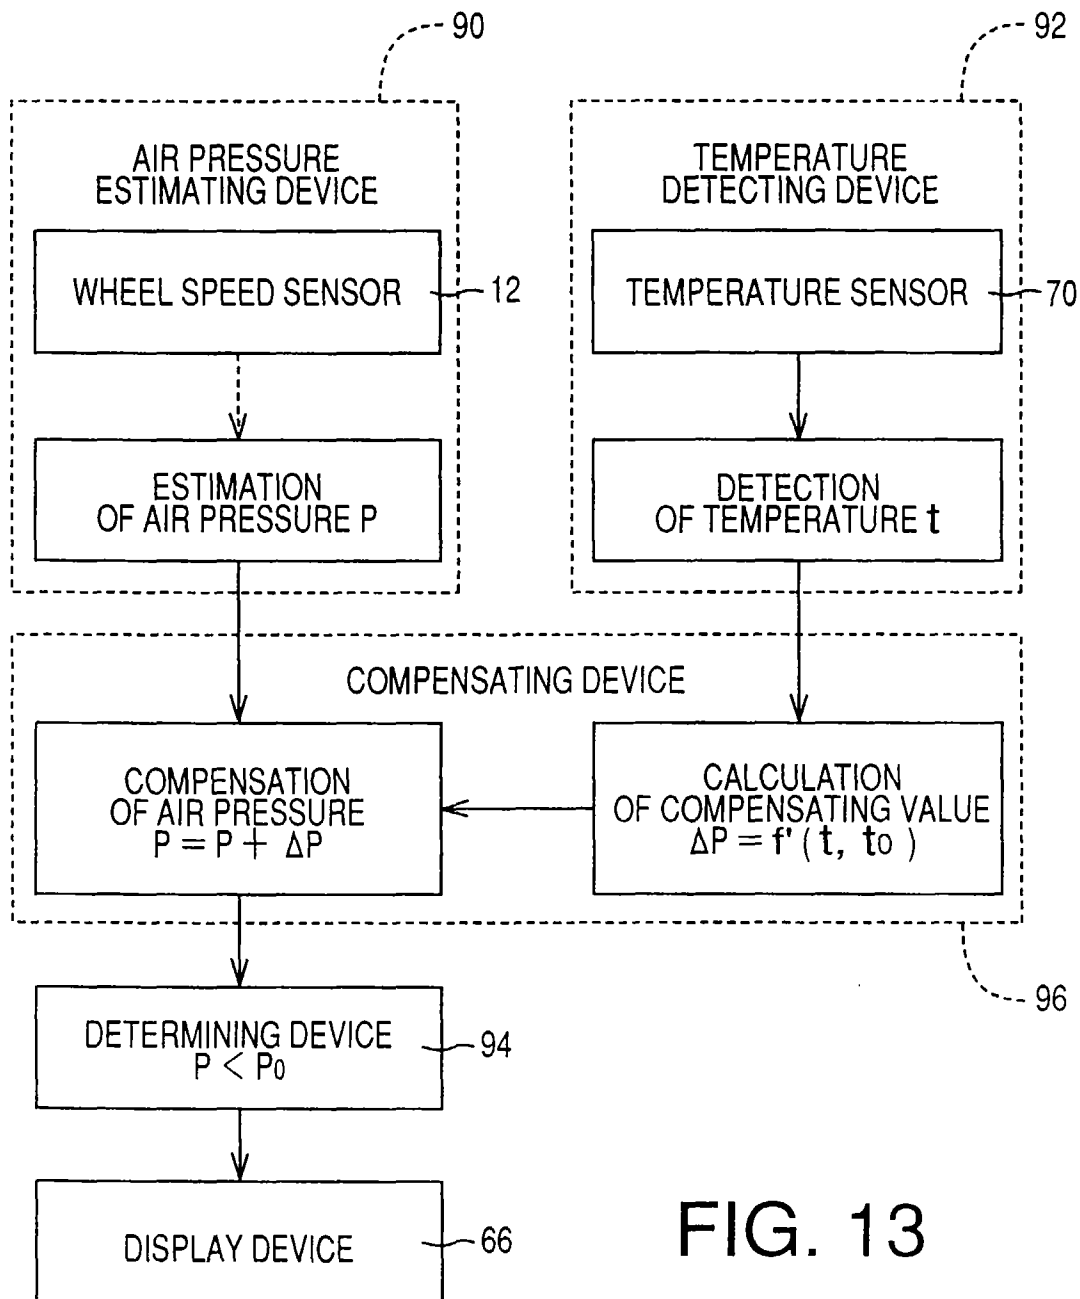 90
92
AIR PRESSURE
ESTIMATING DEVICE
TEMPERATURE
DETECTING DEVICE
WHEEL SPEED SENSOR
12
TEMPERATURE SENSOR
70
ESTIMATION
OF AIR PRESSURE P
DETECTION
OF TEMPERATURE t
COMPENSATING DEVICE
COMPENSATION
OF AIR PRESSURE
P = P + ΔP
CALCULATION
OF COMPENSATING VALUE
ΔP = f' ( t, t0 )
96
DETERMINING DEVICE
P < P0
94
DISPLAY DEVICE
66
FIG. 13